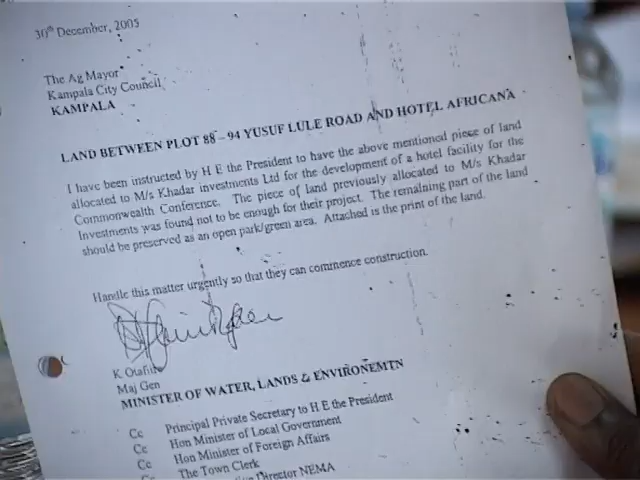 30th December, 2005
The Ag Mayor
Kampala City Council
KAMPALA
LAND BETWEEN PLOT 88 – 94 YUSUF LULE ROAD AND HOTEL AFRICANA
I have been instructed by H E the President to have the above mentioned piece of land
allocated to M/s Khadar investments Ltd for the development of a hotel facility for the
Commonwealth Conference. The piece of land previously allocated to M/s Khadar
Investments was found not to be enough for their project. The remaining part of the land
should be preserved as an open park/green area. Attached is the print of the land.
Handle this matter urgently so that they can commence construction.
K. Otafiire
Maj Gen
MINISTER OF WATER, LANDS & ENVIRONEMTN
Cc Principal Private Secretary to H E the President
Cc Hon Minister of Local Government
Cc Hon Minister of Foreign Affairs
Cc The Town Clerk
Director NEMA